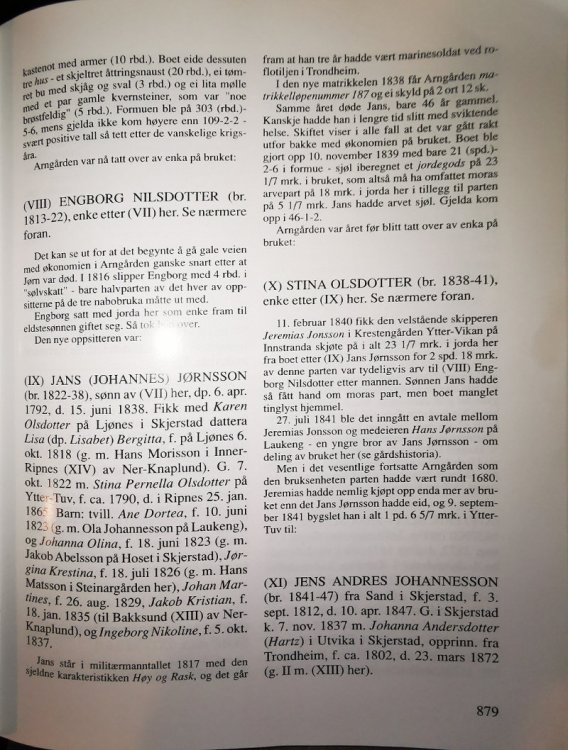 kastenot med armer (10 rbd.). Boet eide dessuten
tre hus - et skjeltret åttringsnaust (20 rbd.), ei tøm-
ret bu med skjåg og sval (3 rbd.) og ei lita mølle
med et par gamle kvernsteiner, som var "noe
brøstfeldig" (5 rbd.). Formuen ble på 303 (rbd.)-
5-6, mens gjelda ikke kom høyere enn 109-2-2 -
svært positive tall så tett etter de vanskelige krigs-
åra.
Arngården var nå tatt over av enka på bruket:
(VIII) ENGBORG NILSDOTTER (br.
1813-22), enke etter (VII) her. Se nærmere
foran.
Det kan se ut for at det begynte å gå gale veien
med økonomien i Arngården ganske snart etter at
Jørn var død. I 1816 slipper Engborg med 4 rbd. i
"sølvskatt" - bare halvparten av det hver av opp-
sitterne på de tre nabobruka måtte ut med.
Engborg satt med jorda her som enke fram til
eldstesønnen giftet seg. Så tok han over.
Den nye oppsitteren var:
(IX) JANS (JOHANNES) JØRNSSON
(br. 1822-38), sønn av (VII) her, dp. 6. apr.
1792, d. 15. juni 1838. Fikk med Karen
Olsdotter på Ljønes i Skjerstad dattera
Lisa (dp. Lisabet) Bergitta, f. på Ljønes 6.
okt. 1818 (g. m. Hans Morisson i Inner-
Ripnes (XIV) av Ner-Knaplund). G. 7.
okt. 1822 m. Stina Pernella Olsdotter på
Ytter-Tuv, f. ca. 1790, d. i Ripnes 25. jan.
1865. Barn: tvill. Ane Dortea, f. 10. juni
1823 (g. m. Ola Johannesson på Laukeng),
og Johanna Olina, f. 18. juni 1823 (g. m.
Jakob Abelsson på Hoset i Skjerstad), Jør-
gina Krestina, f. 18. juli 1826 (g. m. Hans
Matsson i Steinargården her), Johan Mar-
tines, f. 26. aug. 1829, Jakob Kristian, f.
18. jan. 1835 (til Bakksund (XIII) av Ner-
Knaplund), og Ingeborg Nikoline, f. 5. okt.
1837.
Jans står i militærmanntallet 1817 med den
sjeldne karakteristikken Høy og Rask, og det går
fram at han tre år hadde vært marinesoldat ved ro-
flotiljen i Trondheim.
I den nye matrikkelen 1838 får Arngården ma-
trikkelløpenummer 187 og ei skyld på 2 ort 12 sk.
Samme året døde Jans, bare 46 år gammel.
Kanskje hadde han i lengre tid slitt med sviktende
helse. Skiftet viser i alle fall at det var gått rakt
utfor bakke med økonomien på bruket. Boet ble
gjort opp 10. november 1839 med bare 21 (spd.)-
2-6 i formue - sjøl iberegnet et jordegods på 23
1/7 mrk. i bruket, som altså må ha omfattet moras
arvepart på 18 mrk. i jorda her i tillegg til parten
på 5 1/7 mrk. Jans hadde arvet sjøl. Gjelda kom
opp i 46-1-2.
Arngården var året før blitt tatt over av enka på
bruket:
(X) STINA OLSDOTTER (br. 1838-41),
enke etter (IX) her. Se nærmere foran.
11. februar 1840 fikk den velstående skipperen
Jeremias Jonsson i Krestengården Ytter-Vikan på
Innstranda skjøte på i alt 23 1/7 mrk. i jorda her
fra boet etter (IX) Jans Jørnsson for 2 spd. 18 mrk.
av denne parten var tydeligvis arv til (VIII) Eng-
borg Nilsdotter etter mannen. Sønnen Jans hadde
så fått hand om moras part, men boet manglet
tinglyst hjemmel.
27. juli 1841 ble det inngått en avtale mellom
Jeremias Jonsson og medeieren Hans Jørnsson på
Laukeng - en yngre bror av Jans Jørnsson - om
deling av bruket her (se gårdshistoria).
Men i det vesentlige fortsatte Arngården som
den bruksenheten parten hadde vært rundt 1680.
Jeremias hadde nemlig kjøpt opp enda mer av bru-
ket enn det Jans Jørnsson hadde eid, og 9. septem-
ber 1841 bygslet han i alt 1 pd. 6 5/7 mrk. i Ytter-
Tuv til:
(XI) JENS ANDRES JOHANNESSON
(br. 1841-47) fra Sand i Skjerstad, f. 3.
sept. 1812, d. 10. apr. 1847. G. i Skjerstad
k. 7. nov. 1837 m. Johanna Andersdotter
(Hartz) i Utvika i Skjerstad, opprinn. fra
Trondheim, f. ca. 1802, d. 23. mars 1872
(g. II m. (XIII) her).
879